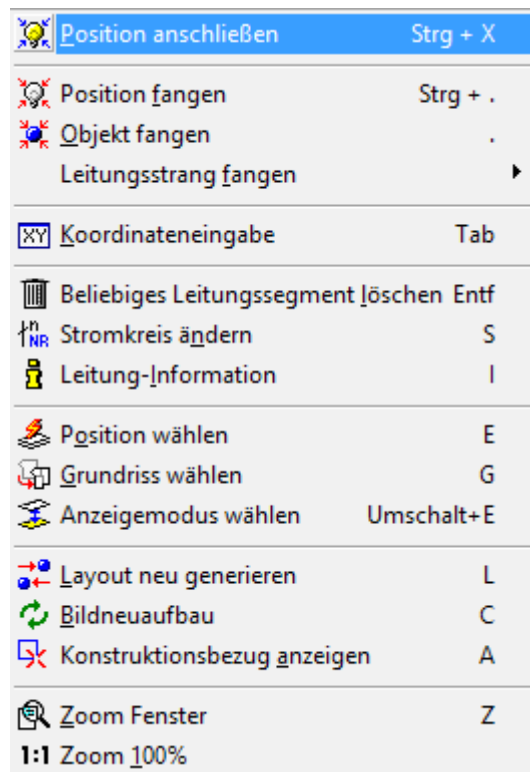 Position anschließen Strg + X
Position fangen Strg + .
Objekt fangen .
Leitungsstrang fangen
XY Koordinateneingabe Tab
Beliebiges Leitungssegment löschen Entf
n NR Stromkreis ändern S
Leitung-Information I
Position wählen E
Grundriss wählen G
Anzeigemodus wählen Umschalt+E
Layout neu generieren L
Bildneuaufbau C
Konstruktionsbezug anzeigen A
Zoom Fenster Z
1:1 Zoom 100%